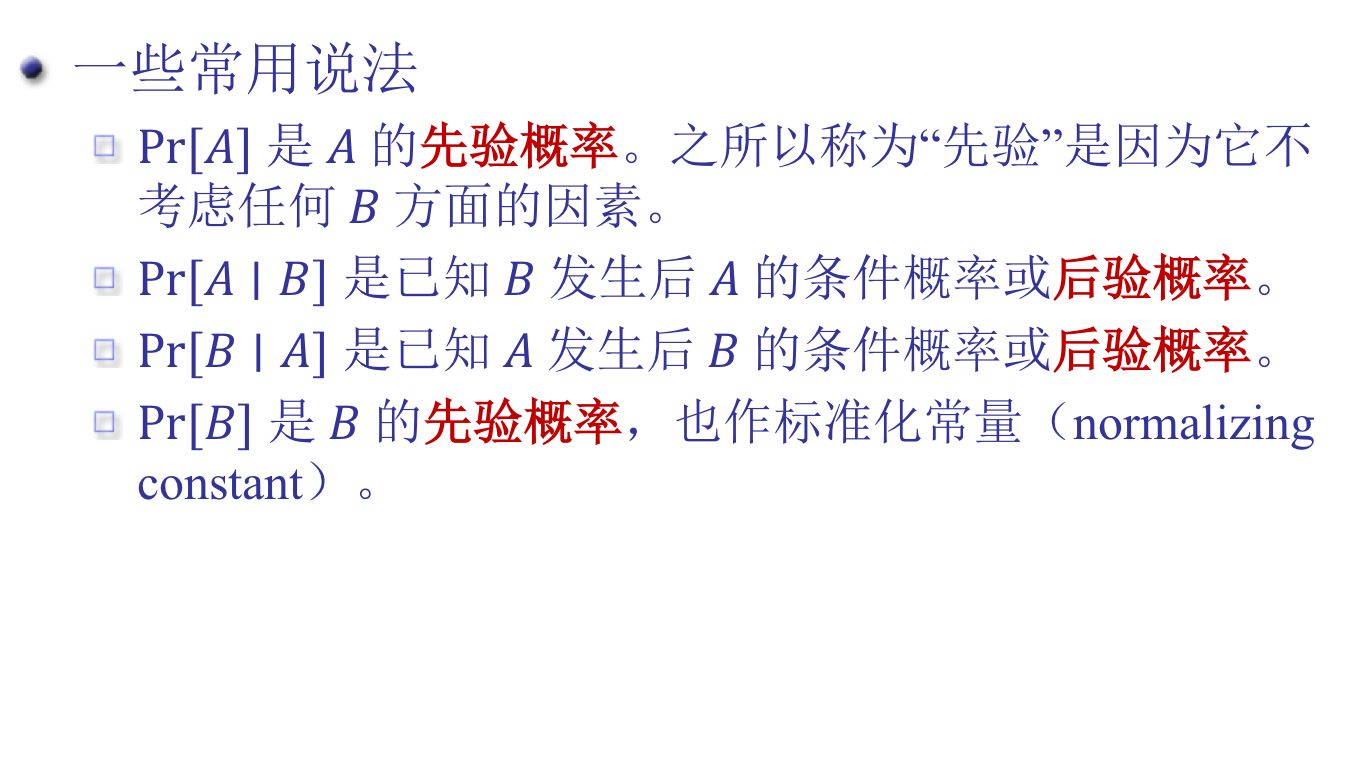 一些常用说法
Pr[A] 是 A 的先验概率。之所以称为“先验”是因为它不
考虑任何 B 方面的因素。
Pr[A ∣ B] 是已知 B 发生后 A 的条件概率或后验概率。
Pr[B ∣ A] 是已知 A 发生后 B 的条件概率或后验概率。
Pr[B] 是 B 的先验概率，也作标准化常量（normalizing
constant）。